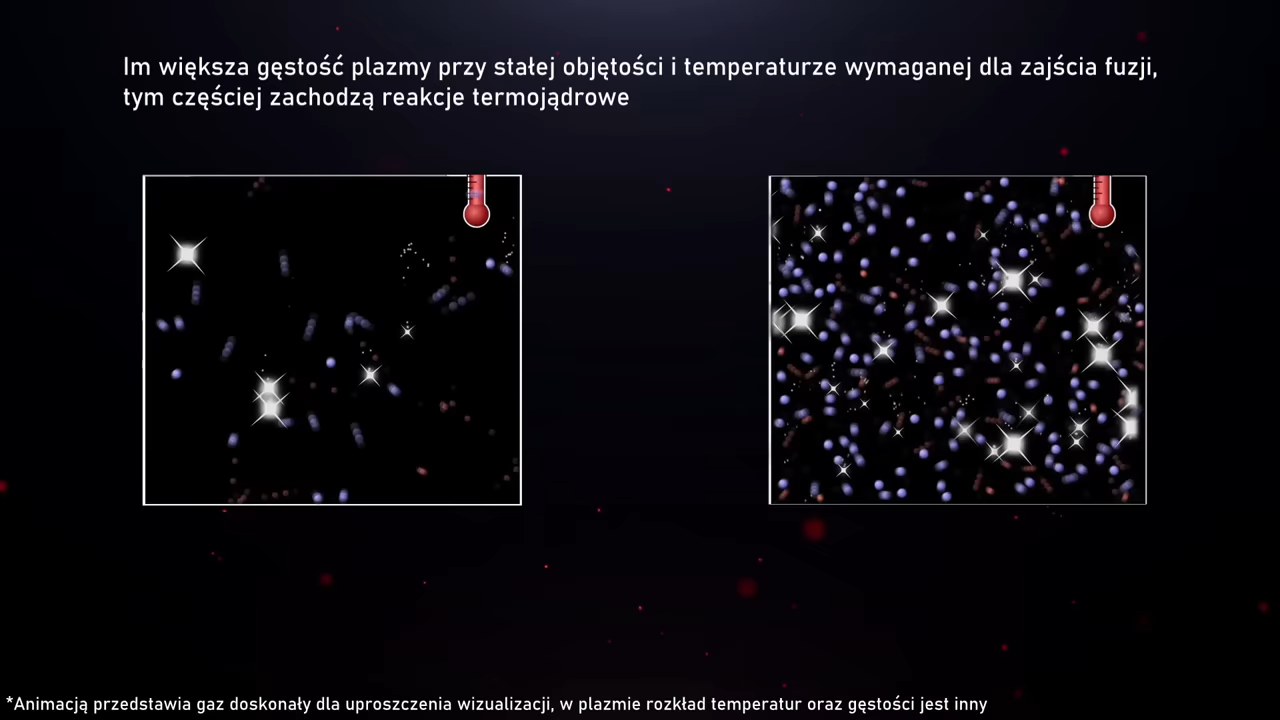 Im większa gęstość plazmy przy stałej objętości i temperaturze wymaganej dla zajścia fuzji,
tym częściej zachodzą reakcje termojądrowe
*Animacją przedstawia gaz doskonały dla uproszczenia wizualizacji, w plazmie rozkład temperatur oraz gęstości jest inny